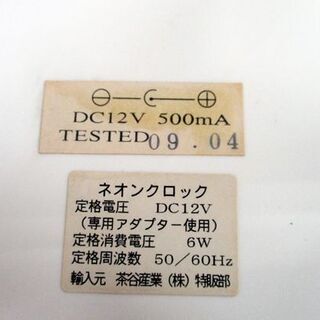 DC12V 500mA
TESTED 09.04
ネオンクロック
定格電圧 DC12V
(専用アダプター使用)
定格消費電圧 6W
定格周波数 50/60Hz
輸入元 茶谷産業(株)特販部